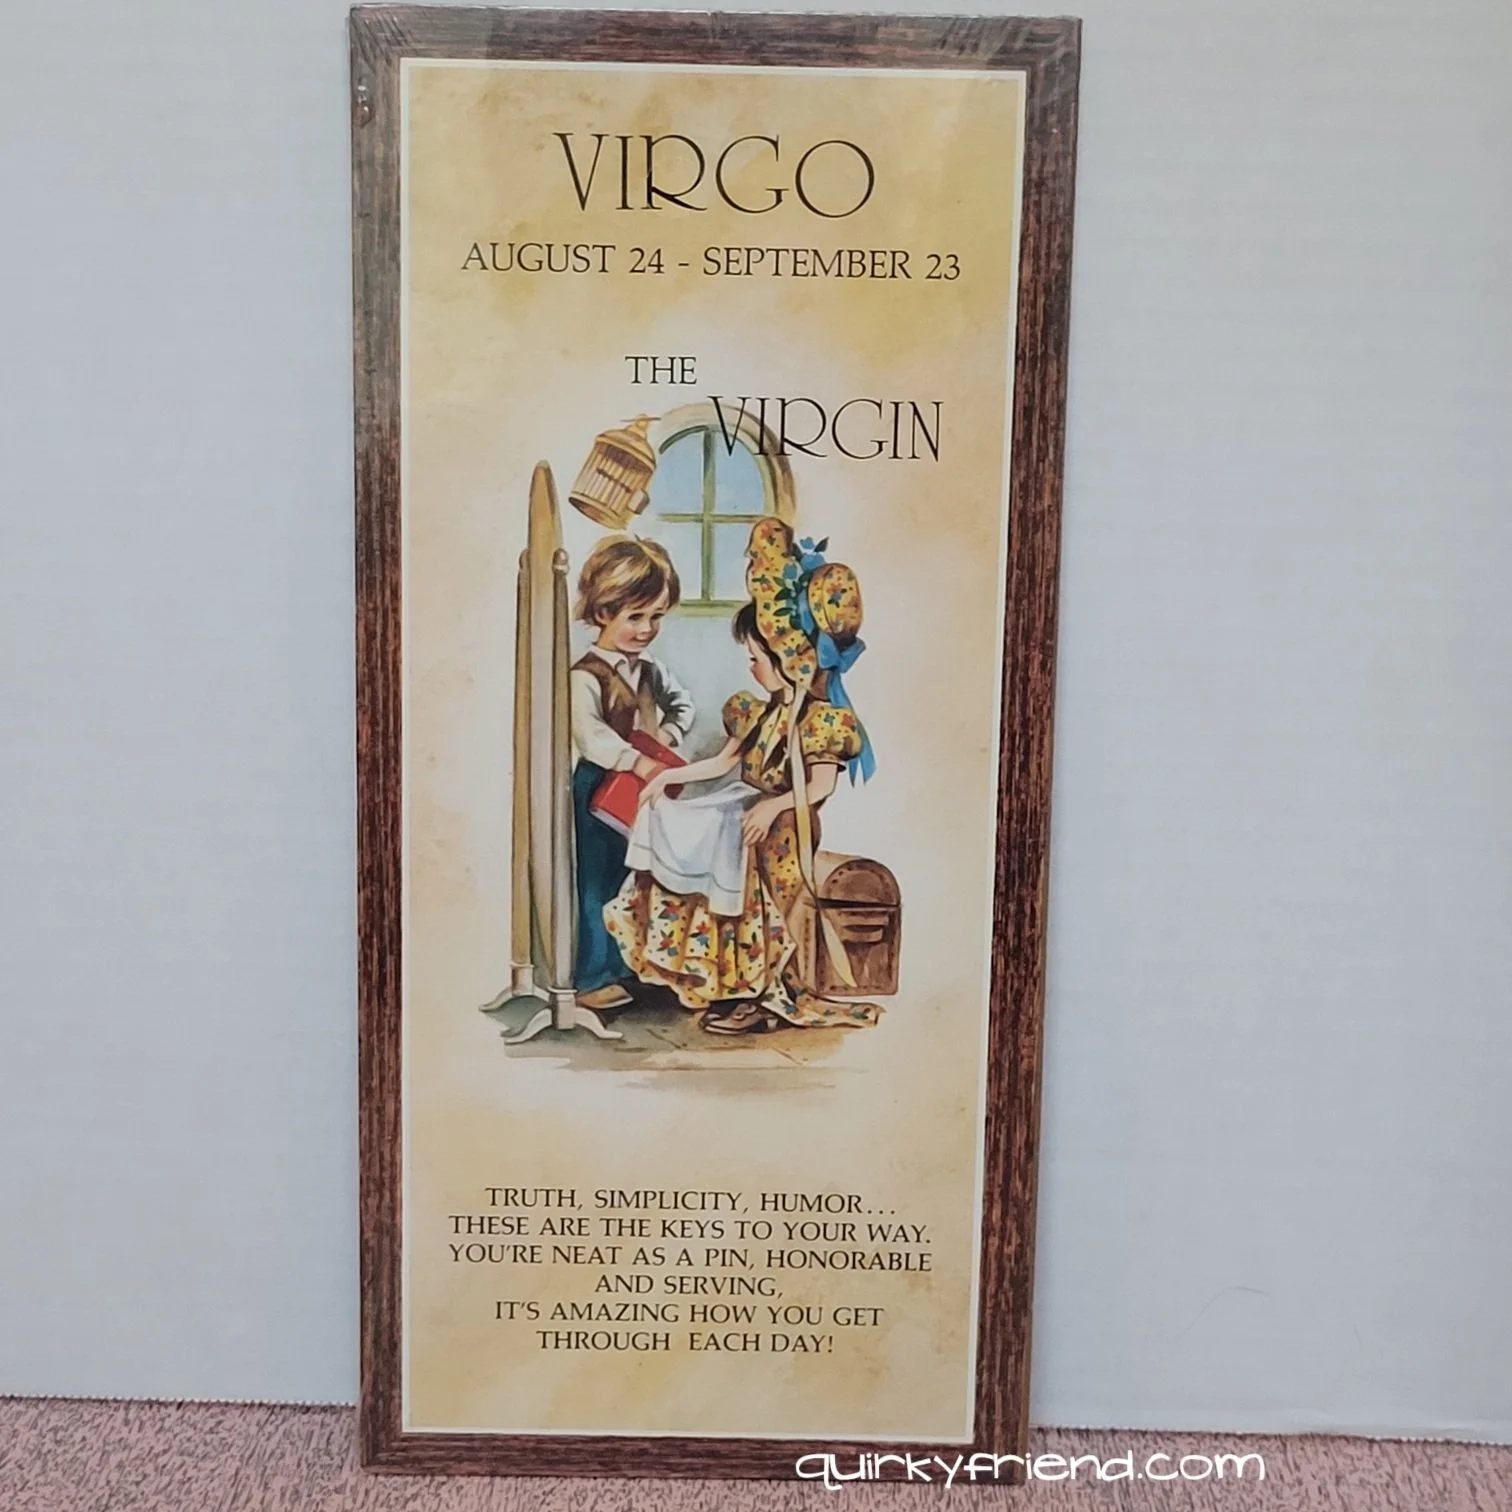 VIRGO
AUGUST 24 - SEPTEMBER 23
THE
VIRGIN
TRUTH, SIMPLICITY, HUMOR...
THESE ARE THE KEYS TO YOUR WAY.
YOU'RE NEAT AS A PIN, HONORABLE
AND SERVING,
IT'S AMAZING HOW YOU GET
THROUGH EACH DAY!
quirkyfriend.com